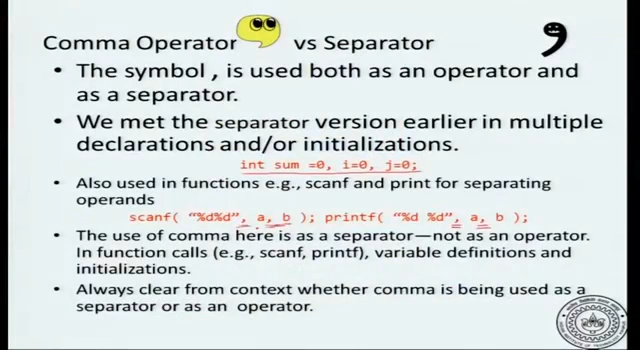 Comma Operator vs Separator
• The symbol , is used both as an operator and
as a separator.
• We met the separator version earlier in multiple
declarations and/or initializations.
int sum =0, i=0, j=0;
• Also used in functions e.g., scanf and print for separating
operands
scanf( “%d%d”, a, b ); printf( “%d %d”, a, b );
• The use of comma here is as a separator—not as an operator.
In function calls (e.g., scanf, printf), variable definitions and
initializations.
• Always clear from context whether comma is being used as a
separator or as an operator.